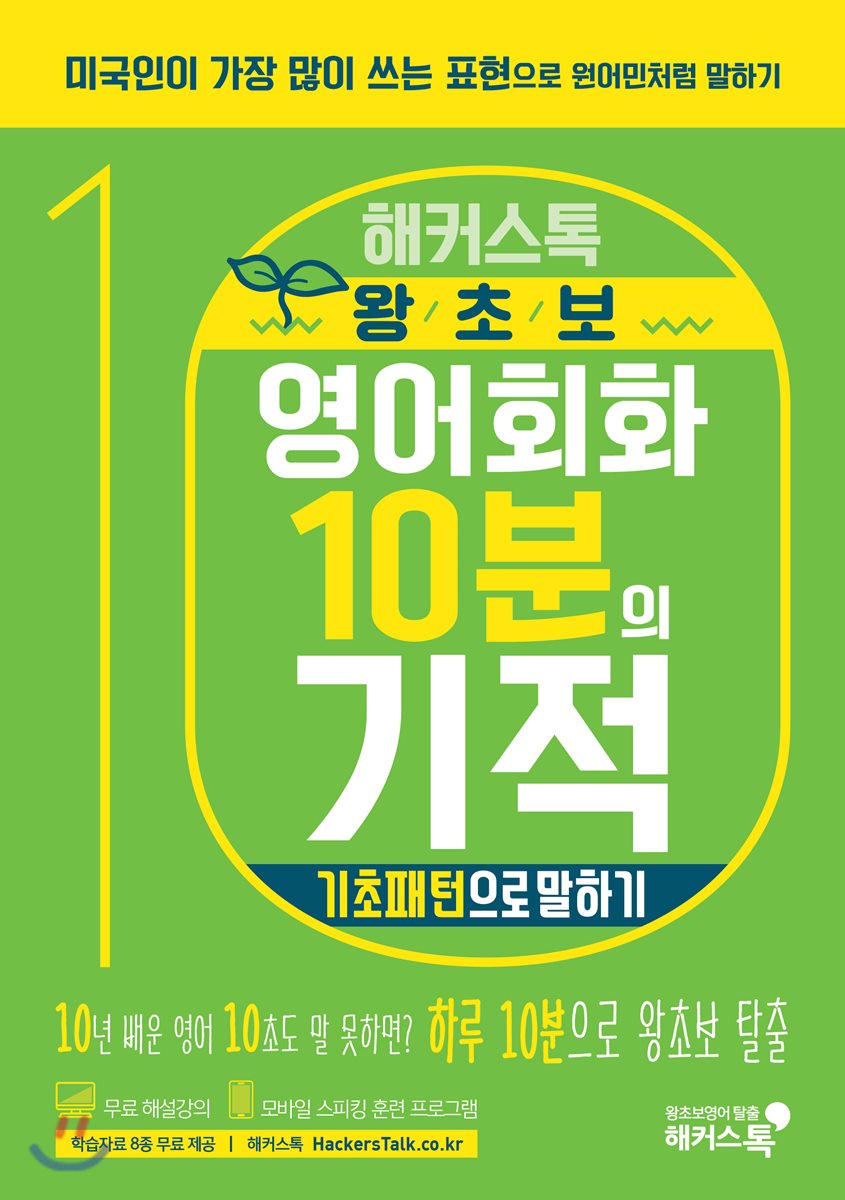 미국인이 가장 많이 쓰는 표현으로 원어민처럼 말하기
10
해커스톡
왕/초/보
영어회화
10분의
기적
기초패턴으로 말하기
10년 배운 영어 10초도 말 못하면? 하루 10분으로 왕초보 탈출
무료 해설강의 모바일 스피킹 훈련 프로그램
학습자료 8종 무료 제공 | 해커스톡 HackersTalk.co.kr
왕초보영어 탈출
해커스톡